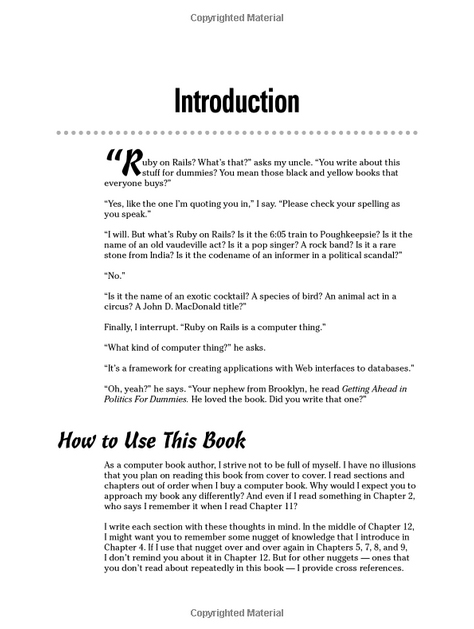 Copyrighted Material
Introduction
“Ruby on Rails? What’s that?” asks my uncle. “You write about this
stuff for dummies? You mean those black and yellow books that
everyone buys?”
“Yes, like the one I’m quoting you in,” I say. “Please check your spelling as
you speak.”
“I will. But what’s Ruby on Rails? Is it the 6:05 train to Poughkeepsie? Is it the
name of an old vaudeville act? Is it a pop singer? A rock band? Is it a rare
stone from India? Is it the codename of an informer in a political scandal?”
“No.”
“Is it the name of an exotic cocktail? A species of bird? An animal act in a
circus? A John D. MacDonald title?”
Finally, I interrupt. “Ruby on Rails is a computer thing.”
“What kind of computer thing?” he asks.
“It’s a framework for creating applications with Web interfaces to databases.”
“Oh, yeah?” he says. “Your nephew from Brooklyn, he read Getting Ahead in
Politics For Dummies. He loved the book. Did you write that one?”
How to Use This Book
As a computer book author, I strive not to be full of myself. I have no illusions
that you plan on reading this book from cover to cover. I read sections and
chapters out of order when I buy a computer book. Why would I expect you to
approach my book any differently? And even if I read something in Chapter 2,
who says I remember it when I read Chapter 11?
I write each section with these thoughts in mind. In the middle of Chapter 12,
I might want you to remember some nugget of knowledge that I introduce in
Chapter 4. If I use that nugget over and over again in Chapters 5, 7, 8, and 9,
I don’t remind you about it in Chapter 12. But for other nuggets — ones that
you don’t read about repeatedly in this book — I provide cross references.
Copyrighted Material